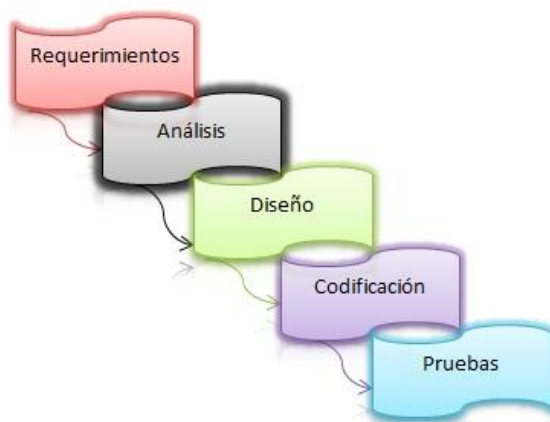 Requerimientos
Análisis
Diseño
Codificación
Pruebas